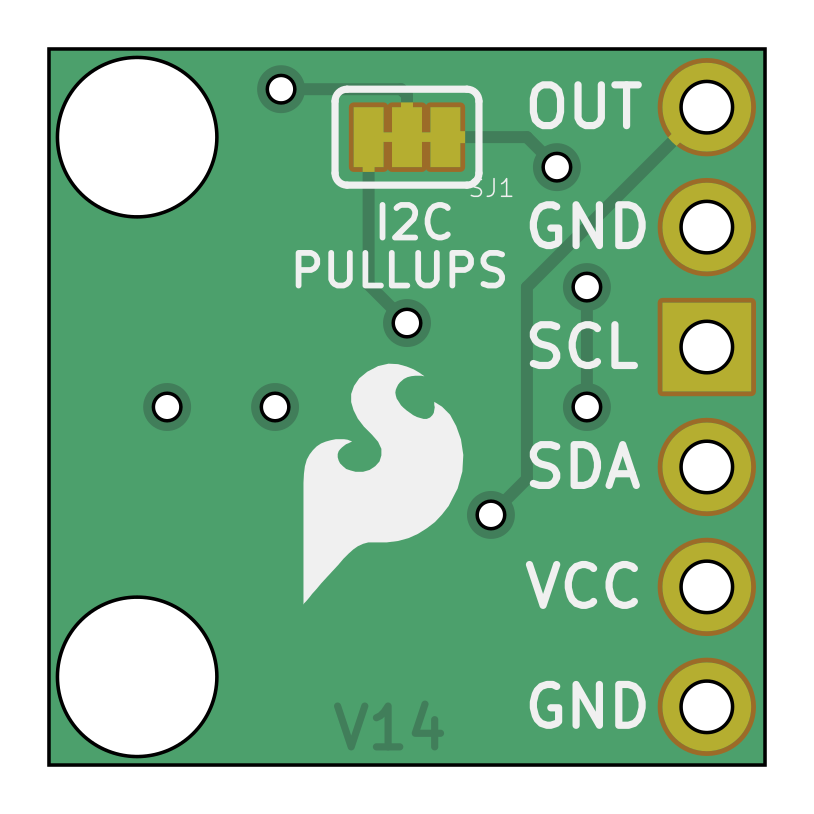 OUT
SJ1
I2C
PULLUPS
GND
SCL
SDA
VCC
GND
V14